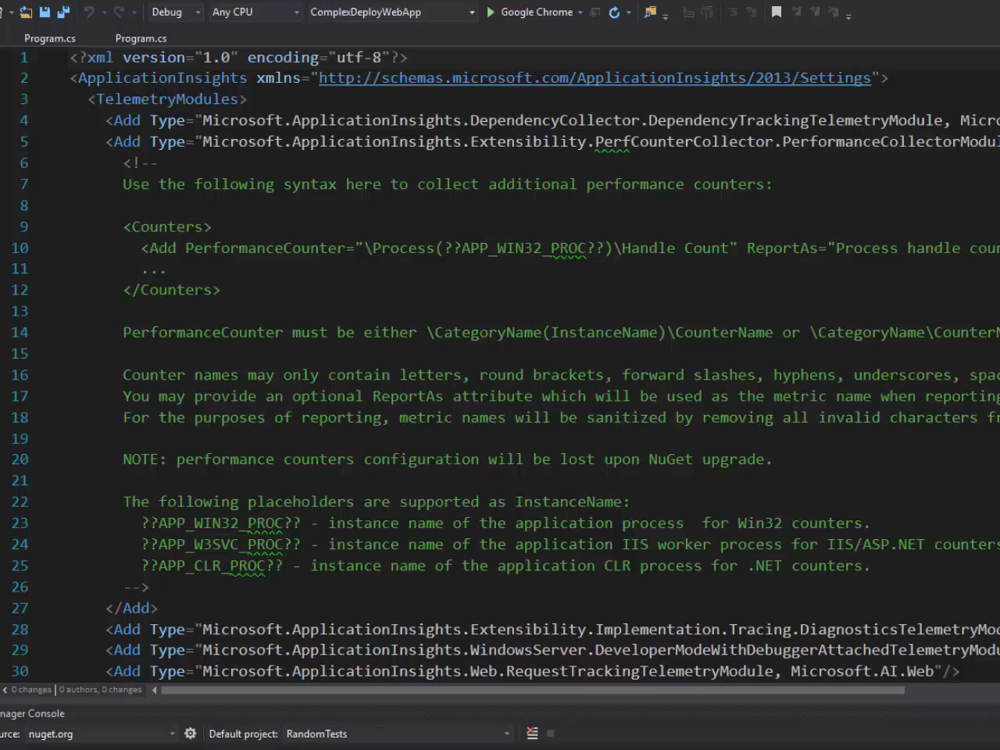 Debug Any CPU ComplexDeployWebApp Google Chrome
Program.cs Program.cs
1 <?xml version="1.0" encoding="utf-8"?>
2 <ApplicationInsights xmlns="http://schemas.microsoft.com/ApplicationInsights/2013/Settings">
3 <TelemetryModules>
4 <Add Type="Microsoft.ApplicationInsights.DependencyCollector.DependencyTrackingTelemetryModule, Micro
5 <Add Type="Microsoft.ApplicationInsights.Extensibility.PerfCounterCollector.PerformanceCollectorModul
6 <!--
7 Use the following syntax here to collect additional performance counters:
8
9 <Counters>
10 <Add PerformanceCounter="\Process(??APP_WIN32_PROC??)\Handle Count" ReportAs="Process handle cour
11 ...
12 </Counters>
13
14 PerformanceCounter must be either \CategoryName(InstanceName)\CounterName or \CategoryName\CounterN
15
16 Counter names may only contain letters, round brackets, forward slashes, hyphens, underscores, spac
17 You may provide an optional ReportAs attribute which will be used as the metric name when reporting
18 For the purposes of reporting, metric names will be sanitized by removing all invalid characters fr
19
20 NOTE: performance counters configuration will be lost upon NuGet upgrade.
21
22 The following placeholders are supported as InstanceName:
23 ??APP_WIN32_PROC?? - instance name of the application process  for Win32 counters.
24 ??APP_W3SVC_PROC?? - instance name of the application IIS worker process for IIS/ASP.NET counters
25 ??APP_CLR_PROC?? - instance name of the application CLR process for .NET counters.
26 -->
27 </Add>
28 <Add Type="Microsoft.ApplicationInsights.Extensibility.Implementation.Tracing.DiagnosticsTelemetryMod
29 <Add Type="Microsoft.ApplicationInsights.WindowsServer.DeveloperModeWithDebuggerAttachedTelemetryModu
30 <Add Type="Microsoft.ApplicationInsights.Web.RequestTrackingTelemetryModule, Microsoft.AI.Web"/>
0 changes | 0 authors, 0 changes
nager Console
urce: nuget.org Default project: RandomTests